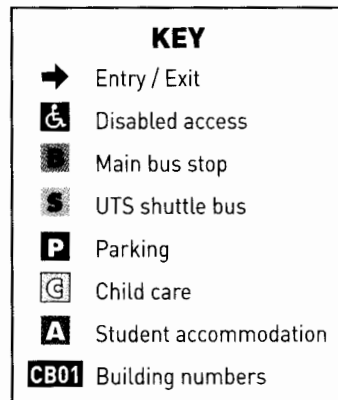 KEY
Entry / Exit
Disabled access
B Main bus stop
S UTS shuttle bus
P Parking
C Child care
A Student accommodation
CB01 Building numbers